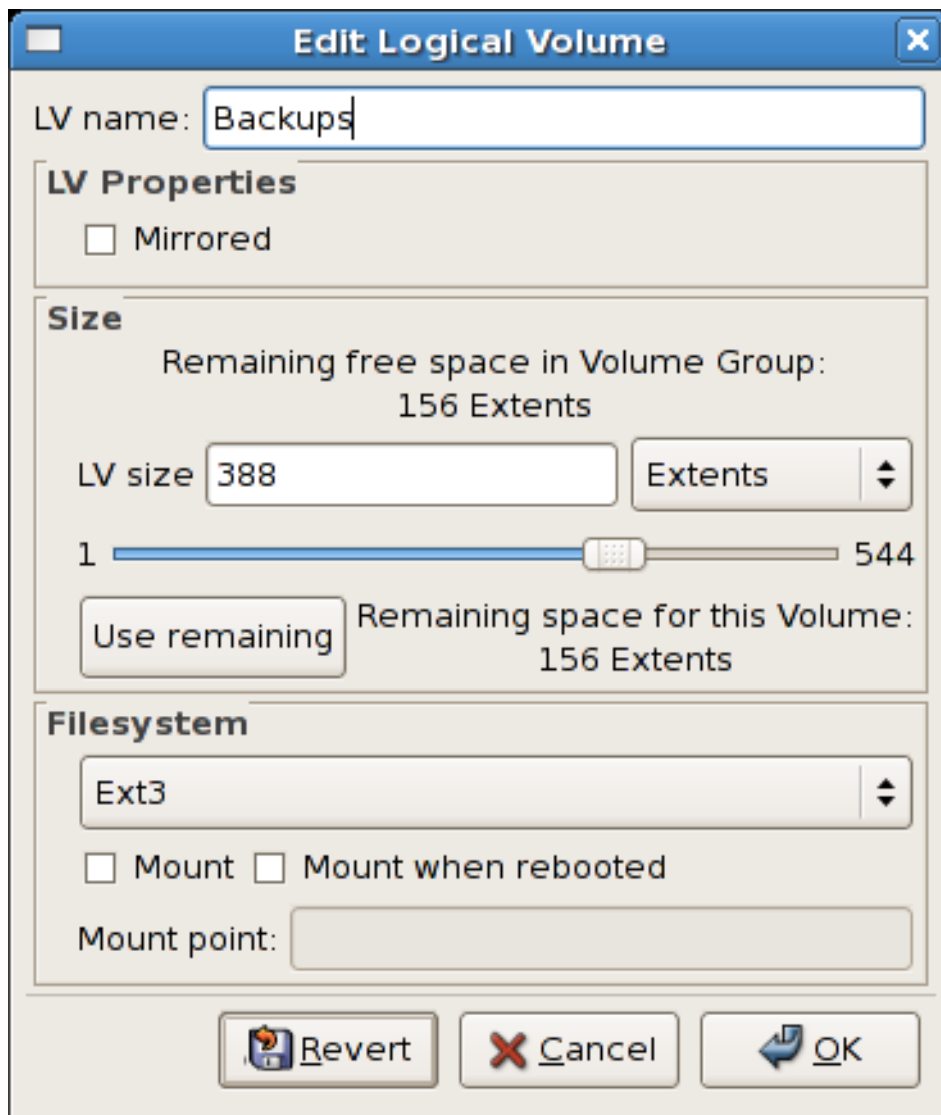 Edit Logical Volume
LV name: Backups
LV Properties
Mirrored
Size
Remaining free space in Volume Group:
156 Extents
LV size 388 Extents
1 544
Use remaining Remaining space for this Volume:
156 Extents
Filesystem
Ext3
Mount Mount when rebooted
Mount point:
Revert Cancel OK